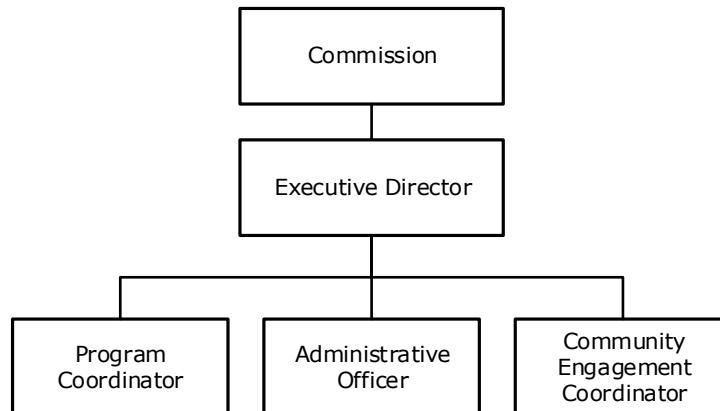 Commission
Executive Director
Program
Coordinator
Administrative
Officer
Community
Engagement
Coordinator